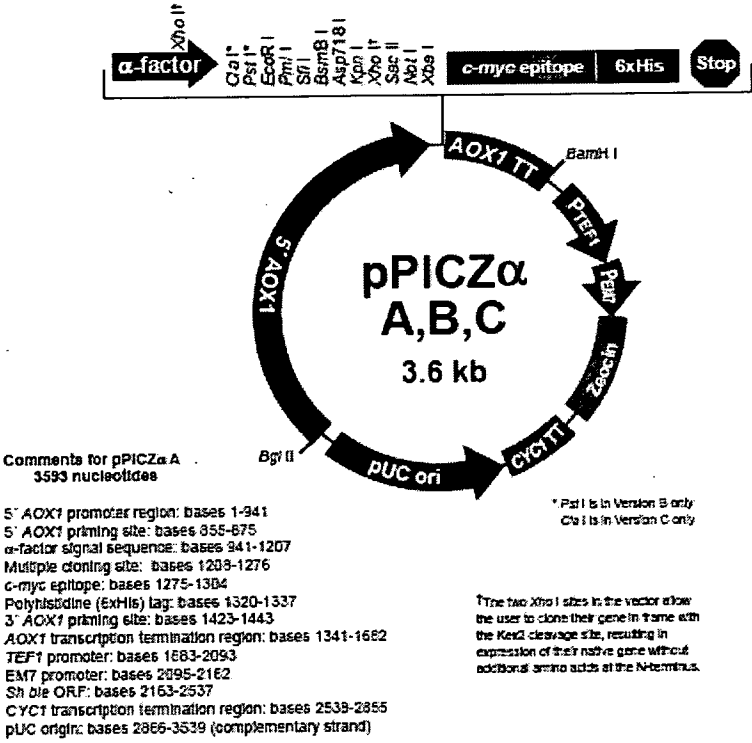 Xho I†
α-factor
Cla I*
Pst I*
EcoR I
Pml I
Sfi I
BsmB I
Asp718 I
Kpn I
Xho I†
Sac II
Not I
Xba I
c-myc epitope
6xHis
Stop
AOX1 TT
BamH I
PTEF1
PEM7
Zeocin
CYC1 TT
pUC ori
Bgl II
5´ AOX1
pPICZα
A,B,C
3.6 kb
Comments for pPICZα A
3593 nucleotides
5´ AOX1 promoter region: bases 1-941
5´ AOX1 priming site: bases 855-875
α-factor signal sequence: bases 941-1207
Multiple cloning site: bases 1208-1276
c-myc epitope: bases 1275-1304
Polyhistidine (6xHis) tag: bases 1320-1337
3´ AOX1 priming site: bases 1423-1443
AOX1 transcription termination region: bases 1341-1682
TEF1 promoter: bases 1683-2093
EM7 promoter: bases 2095-2162
Sh ble ORF: bases 2163-2537
CYC1 transcription termination region: bases 2538-2855
pUC origin: bases 2866-3539 (complementary strand)
* Pst I is in Version B only
Cla I is in Version C only
†The two Xho I sites in the vector allow
the user to clone their gene in frame with
the Kex2 cleavage site, resulting in
expression of their native gene without
additional amino acids at the N-terminus.